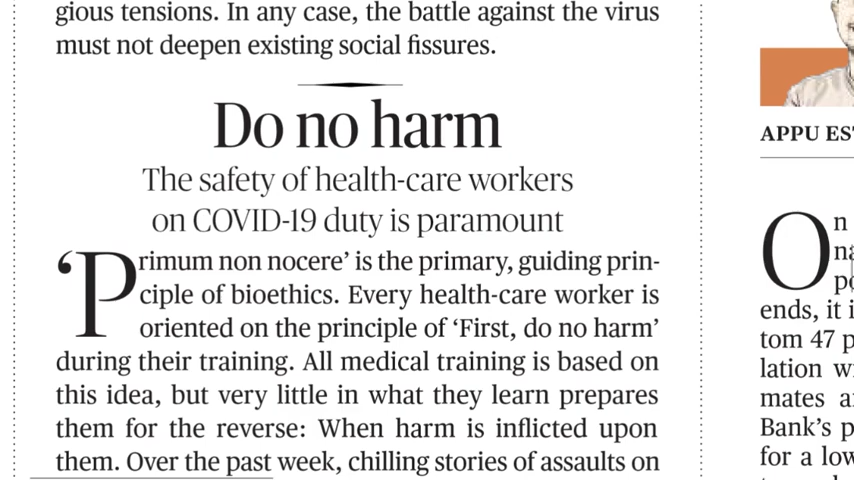 gious tensions. In any case, the battle against the virus
must not deepen existing social fissures.
Do no harm
The safety of health-care workers
on COVID-19 duty is paramount
‘Primum non nocere’ is the primary, guiding prin-
ciple of bioethics. Every health-care worker is
oriented on the principle of ‘First, do no harm’
during their training. All medical training is based on
this idea, but very little in what they learn prepares
them for the reverse: When harm is inflicted upon
them. Over the past week, chilling stories of assaults on
APPU
On
ends, it
tom 47
lation
mates
Bank’s
for a